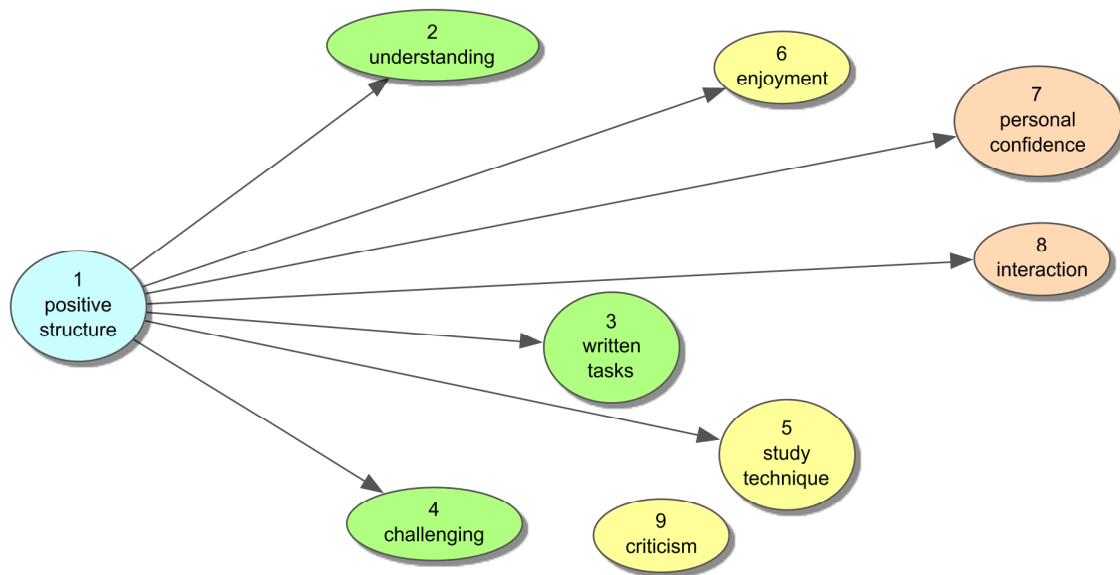 1
positive
structure
2
understanding
6
enjoyment
7
personal
confidence
8
interaction
3
written
tasks
5
study
technique
4
challenging
9
criticism